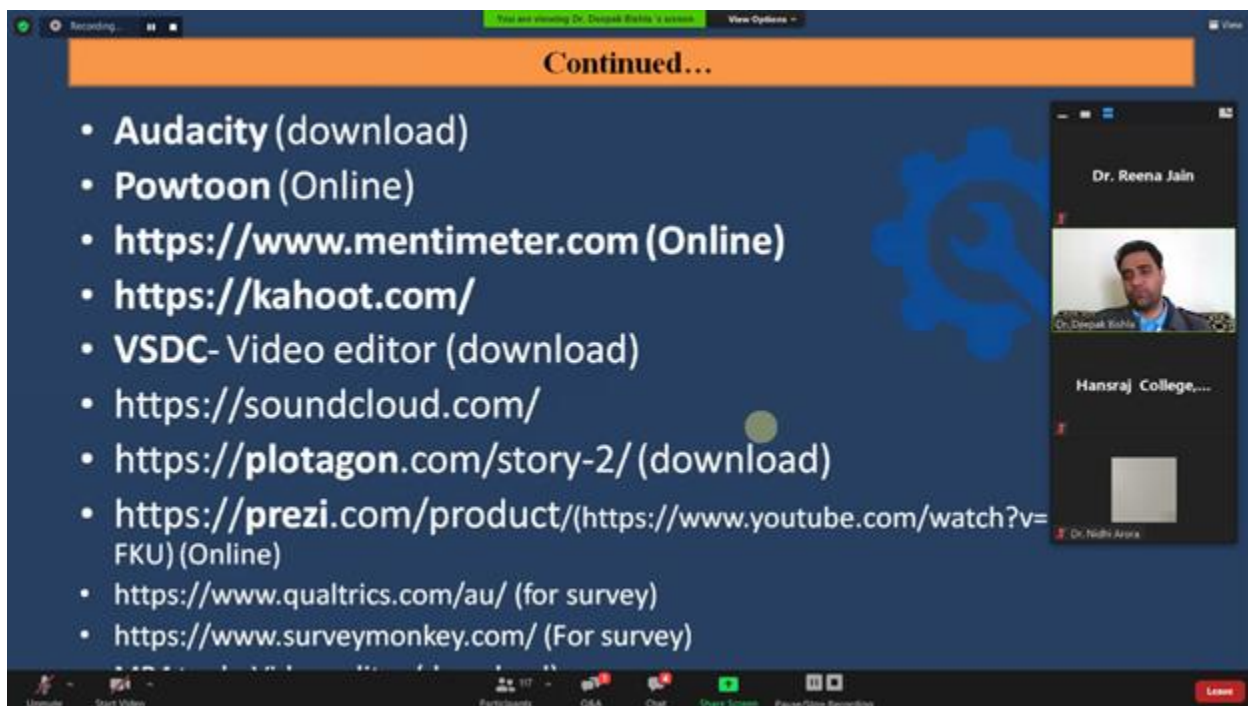 Recording...
You are viewing Dr. Deepak Bishla 's screen
View Options
View
Continued…
• Audacity (download)
• Powtoon (Online)
• https://www.mentimeter.com (Online)
• https://kahoot.com/
• VSDC- Video editor (download)
• https://soundcloud.com/
• https://plotagon.com/story-2/ (download)
• https://prezi.com/product/(https://www.youtube.com/watch?v=
FKU) (Online)
• https://www.qualtrics.com/au/ (for survey)
• https://www.surveymonkey.com/ (For survey)
Dr. Reena Jain
Dr. Deepak Bishla
Hansraj College,...
Dr. Nidhi Arora
Unmute
Start Video
117
Participants
Q&A
Chat
Share Screen
Pause/Stop Recording
Leave